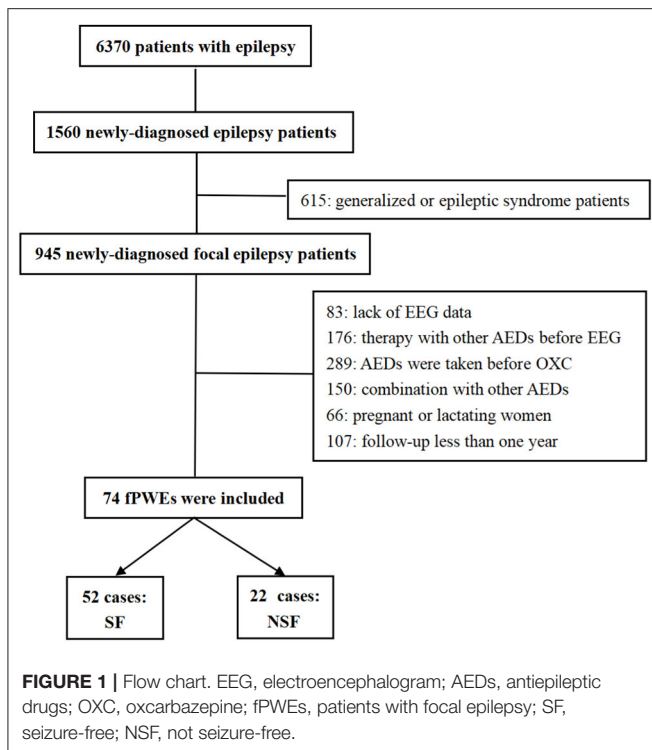 6370 patients with epilepsy
1560 newly-diagnosed epilepsy patients
615: generalized or epileptic syndrome patients
945 newly-diagnosed focal epilepsy patients
83: lack of EEG data
176: therapy with other AEDs before EEG
289: AEDs were taken before OXC
150: combination with other AEDs
66: pregnant or lactating women
107: follow-up less than one year
74 fPWEs were included
52 cases:
SF
22 cases:
NSF
FIGURE 1 | Flow chart. EEG, electroencephalogram; AEDs, antiepileptic
drugs; OXC, oxcarbazepine; fPWEs, patients with focal epilepsy; SF,
seizure-free; NSF, not seizure-free.